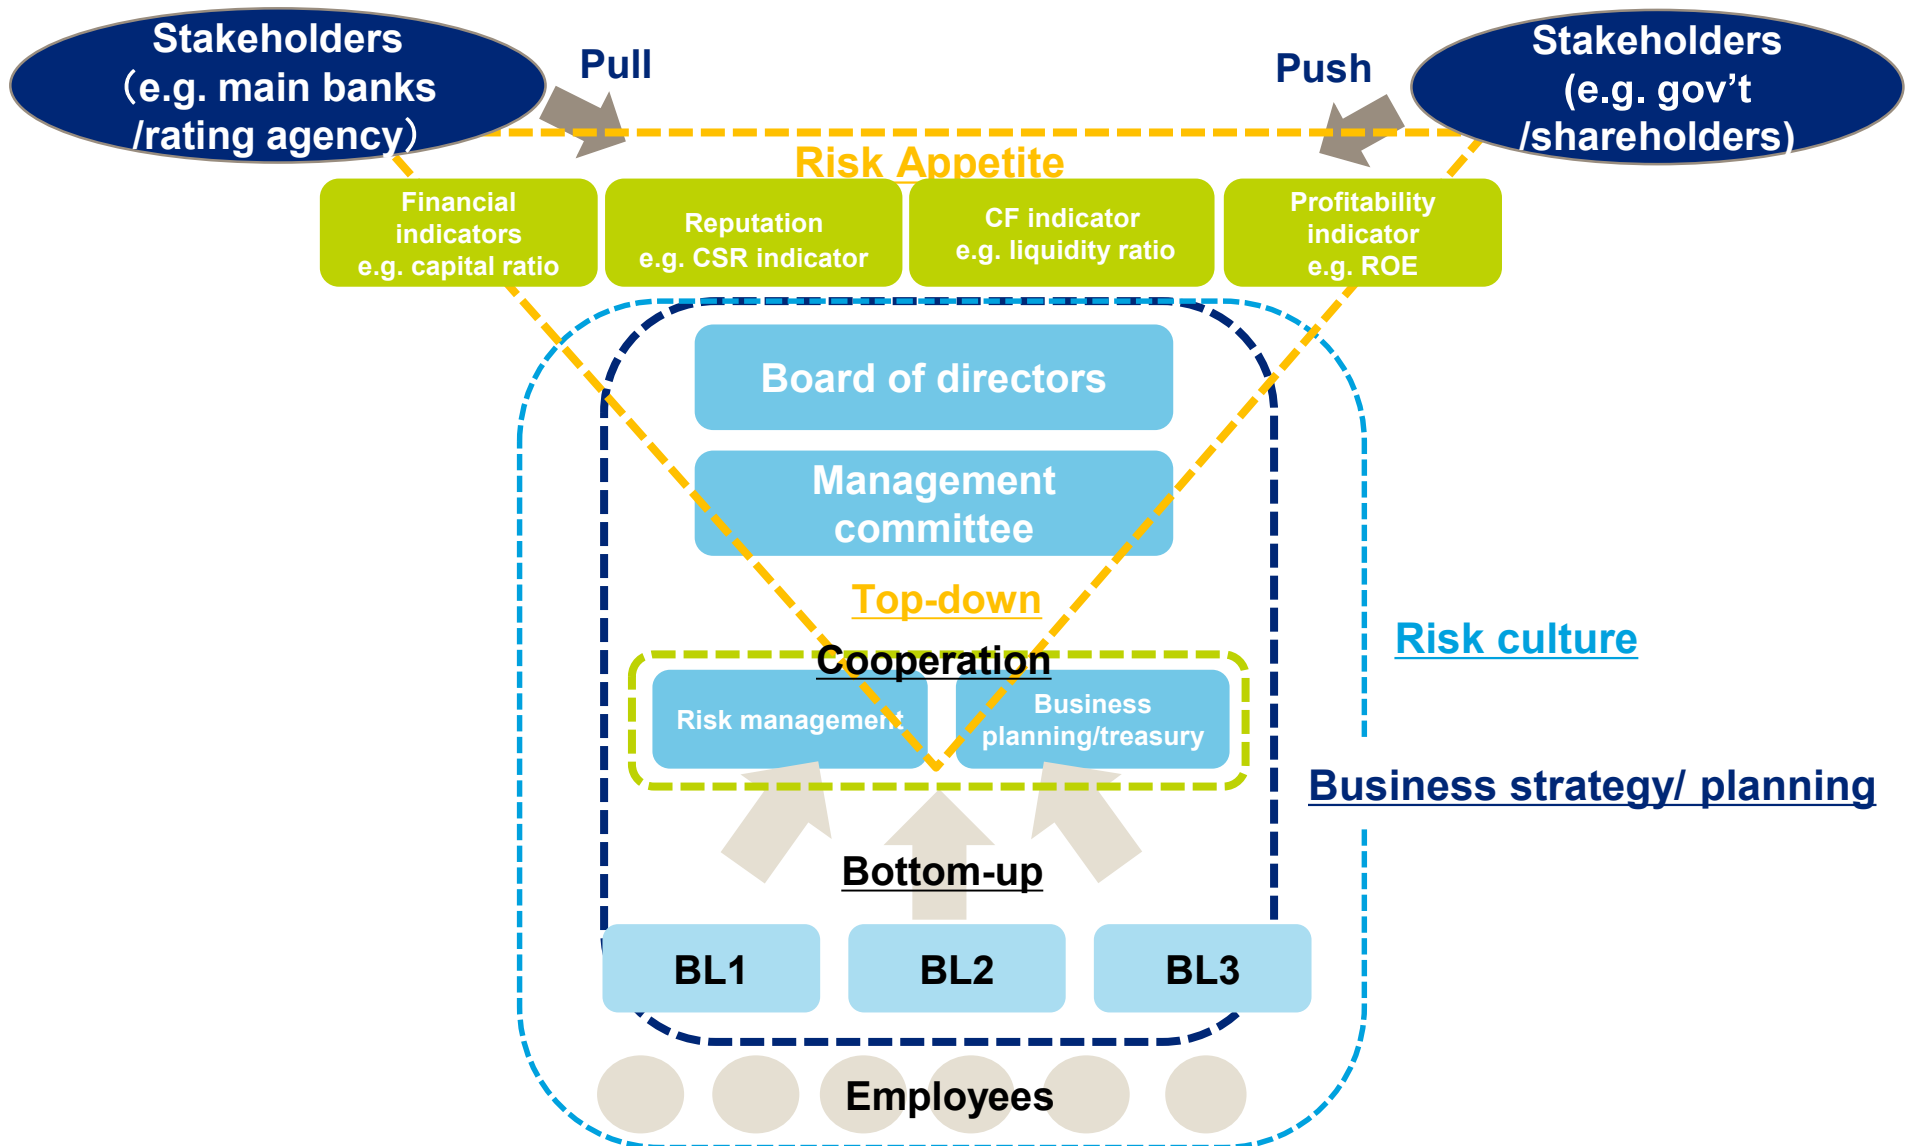 Stakeholders
（e.g. main banks
/rating agency）
Pull
Push
Stakeholders
(e.g. gov’t
/shareholders)
Risk Appetite
Financial
indicators
e.g. capital ratio
Reputation
e.g. CSR indicator
CF indicator
e.g. liquidity ratio
Profitability
indicator
e.g. ROE
Board of directors
Management
committee
Top-down
Risk culture
Cooperation
Risk management
Business
planning/treasury
Business strategy/ planning
Bottom-up
BL1
BL2
BL3
Employees